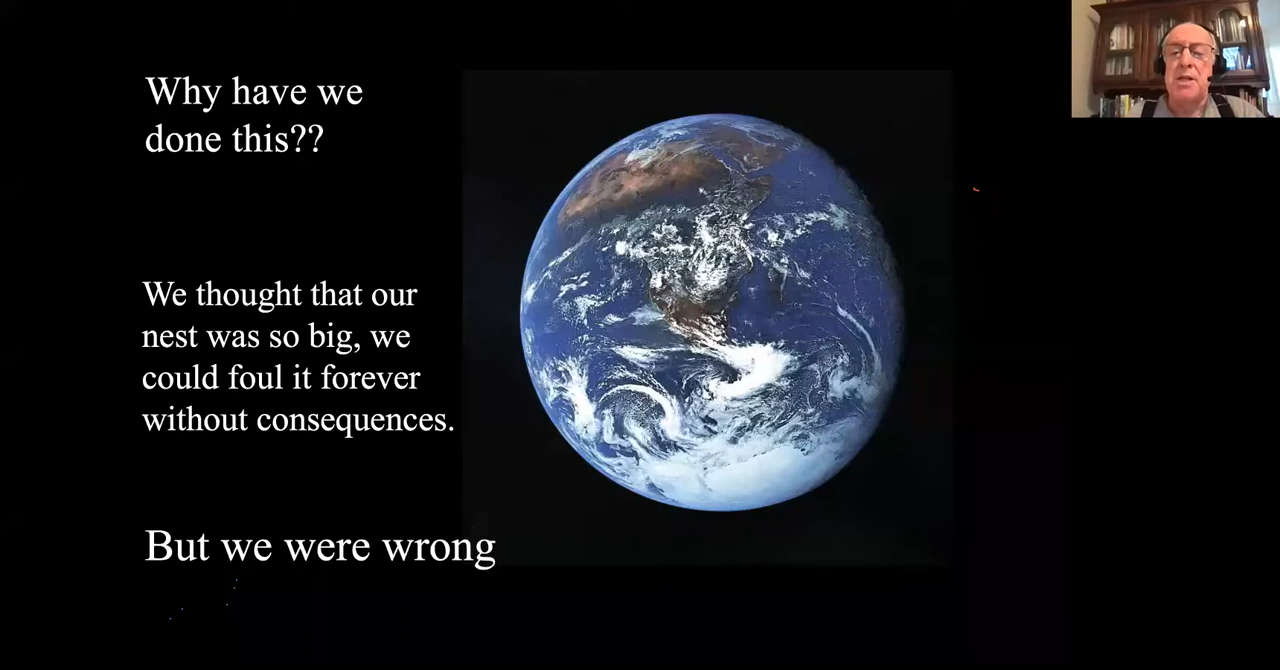 Why have we
done this??
We thought that our
nest was so big, we
could foul it forever
without consequences.
But we were wrong